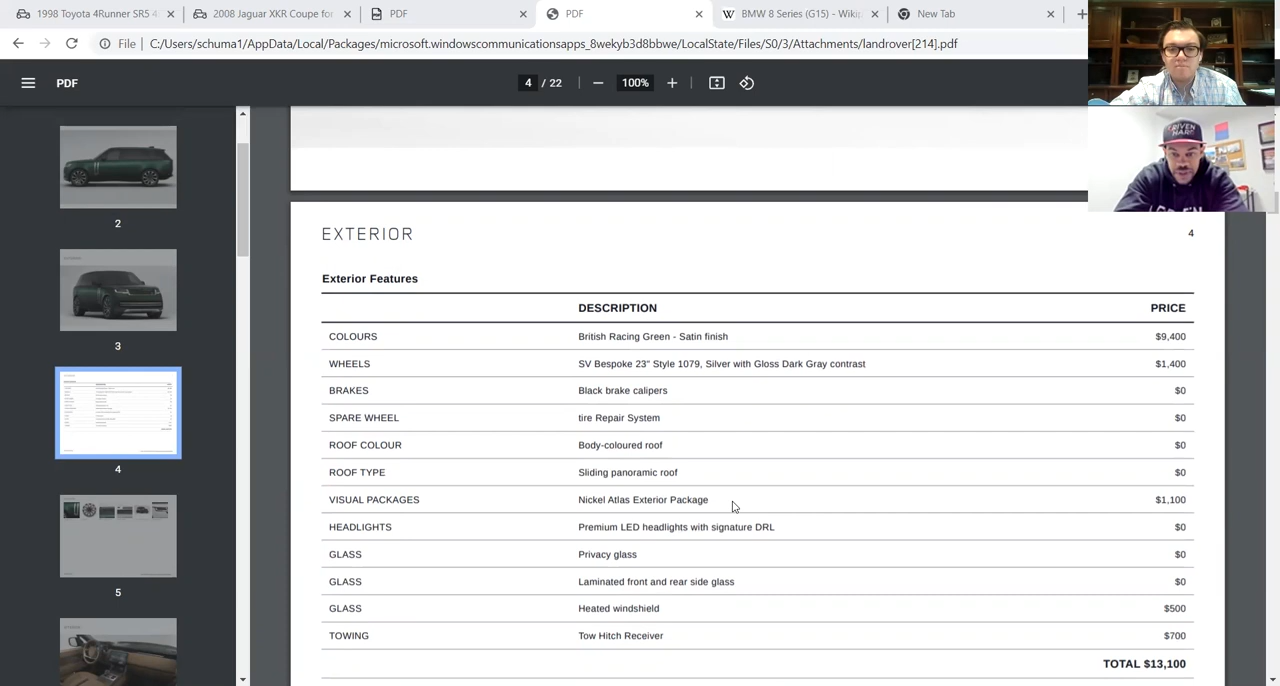 1998 Toyota 4Runner SR5 4
2008 Jaguar XKR Coupe for
PDF
PDF
BMW 8 Series (G15) - Wikip
New Tab
File C:/Users/schuma1/AppData/Local/Packages/microsoft.windowscommunicationsapps_8wekyb3d8bbwe/LocalState/Files/S0/3/Attachments/landrover[214].pdf
PDF
4 / 22
100%
2
3
4
5
DRIVEN
EXTERIOR
4
Exterior Features
DESCRIPTION PRICE
COLOURS British Racing Green - Satin finish $9,400
WHEELS SV Bespoke 23" Style 1079, Silver with Gloss Dark Gray contrast $1,400
BRAKES Black brake calipers $0
SPARE WHEEL tire Repair System $0
ROOF COLOUR Body-coloured roof $0
ROOF TYPE Sliding panoramic roof $0
VISUAL PACKAGES Nickel Atlas Exterior Package $1,100
HEADLIGHTS Premium LED headlights with signature DRL $0
GLASS Privacy glass $0
GLASS Laminated front and rear side glass $0
GLASS Heated windshield $500
TOWING Tow Hitch Receiver $700
TOTAL $13,100